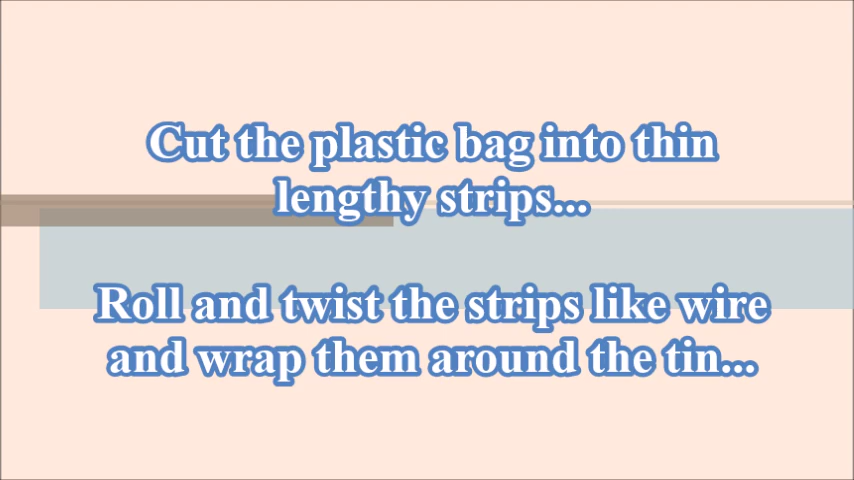 Cut the plastic bag into thin
lengthy strips...
Roll and twist the strips like wire
and wrap them around the tin...